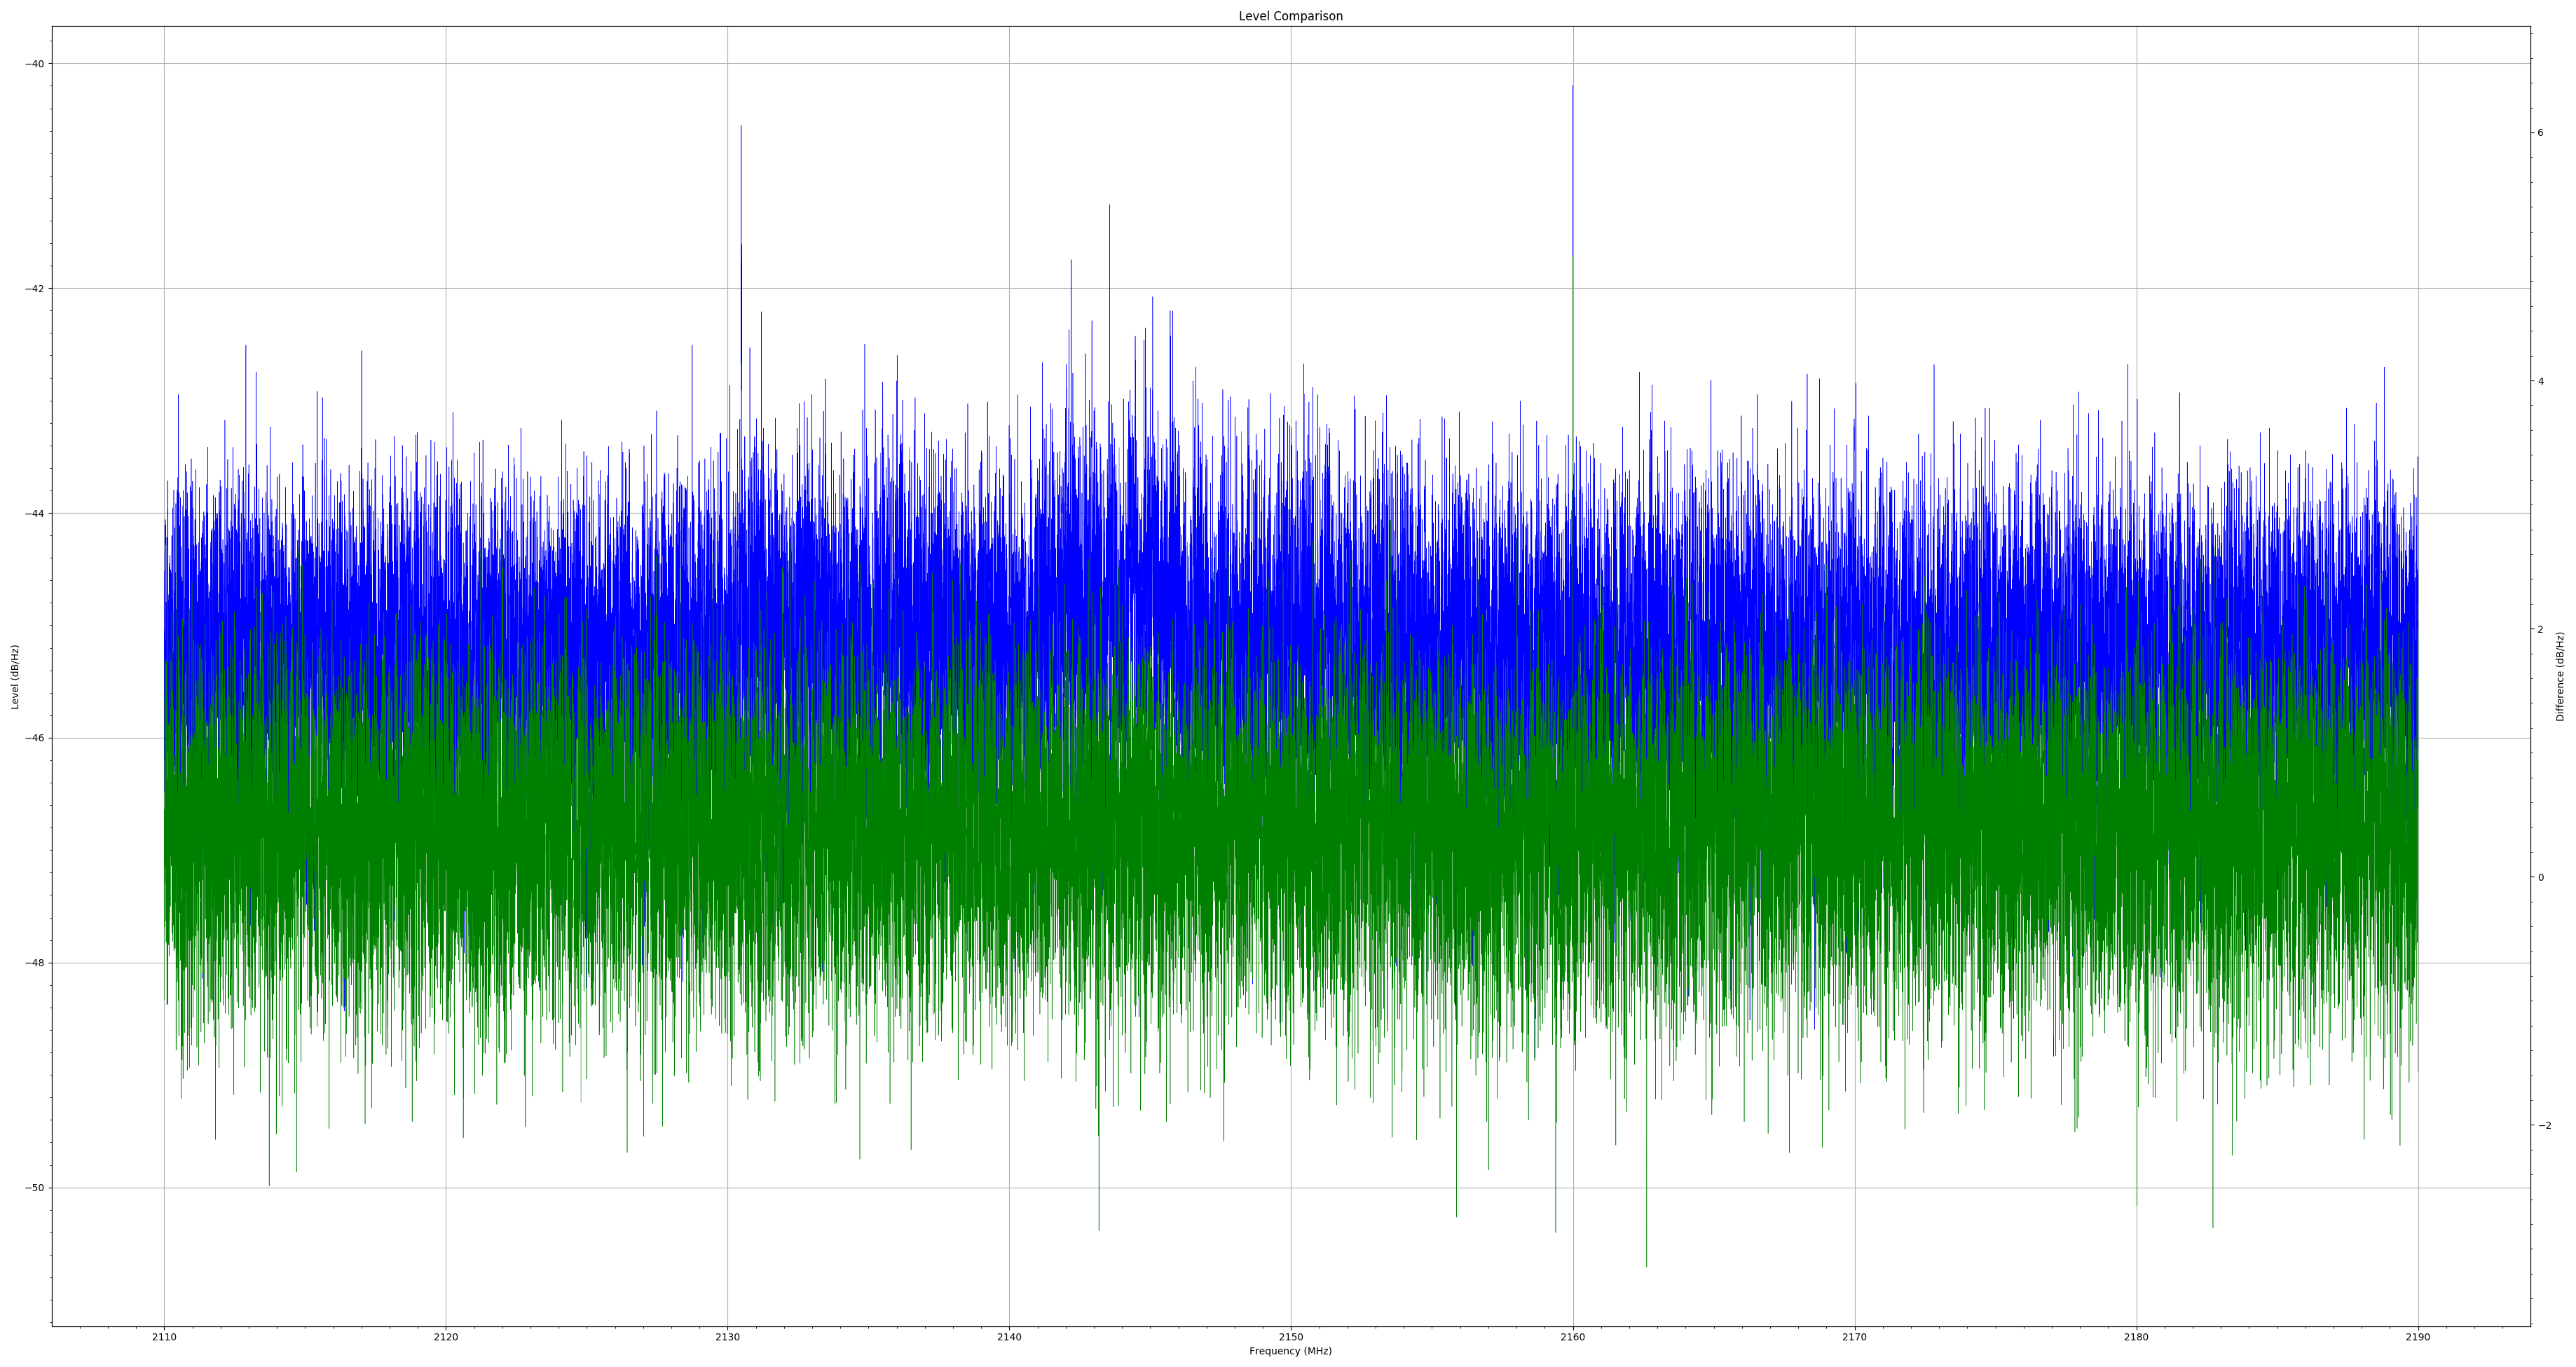 Level Comparison
−40
−42
−44
−46
−48
−50
Level (dB/Hz)
6
4
2
0
−2
Difference (dB/Hz)
2110 2120 2130 2140 2150 2160 2170 2180 2190
Frequency (MHz)